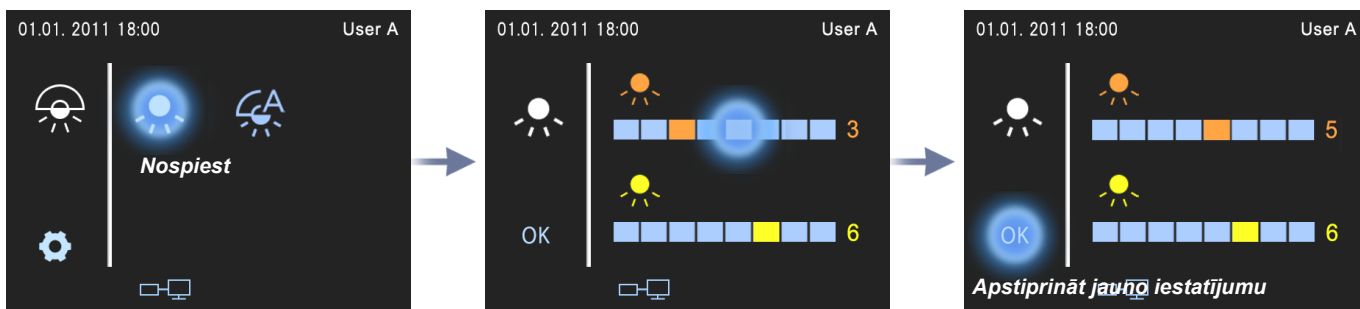 01.01. 2011 18:00 User A
A
Nospiest
01.01. 2011 18:00 User A
3
OK
6
01.01. 2011 18:00 User A
5
OK
6
Apstiprināt jauno iestatījumu